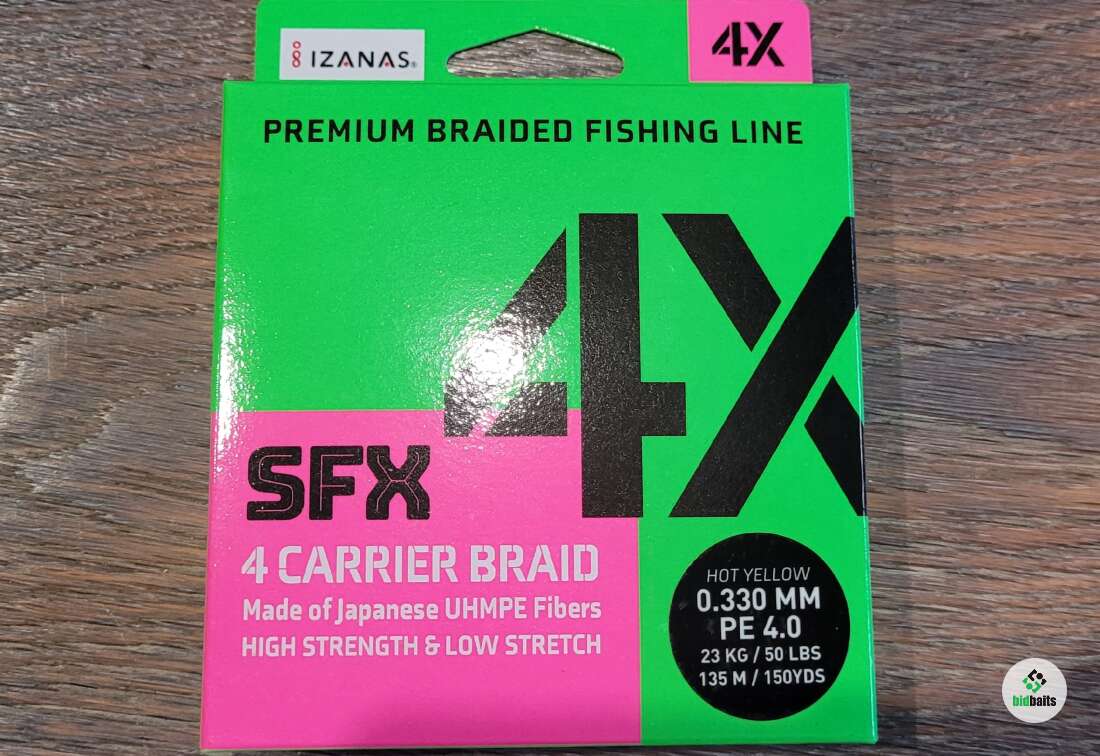 IZANAS®
4X
PREMIUM BRAIDED FISHING LINE
4X
SFX
4 CARRIER BRAID
Made of Japanese UHMPE Fibers
HIGH STRENGTH & LOW STRETCH
HOT YELLOW
0.330 MM
PE 4.0
23 KG / 50 LBS
135 M / 150YDS
bidbaits